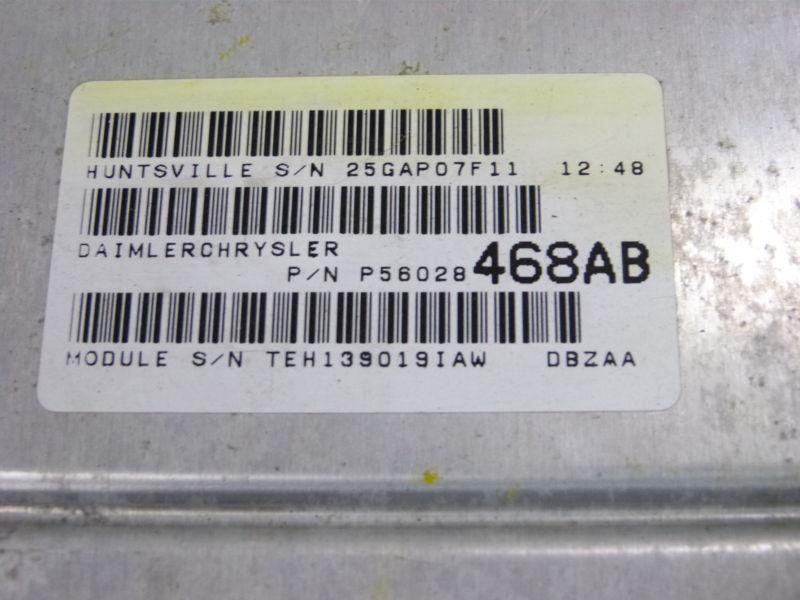 HUNTSVILLE S/N 25GAP07F11 12:48
DAIMLERCHRYSLER
P/N P56028468AB
MODULE S/N TEH139019IAW DBZAA